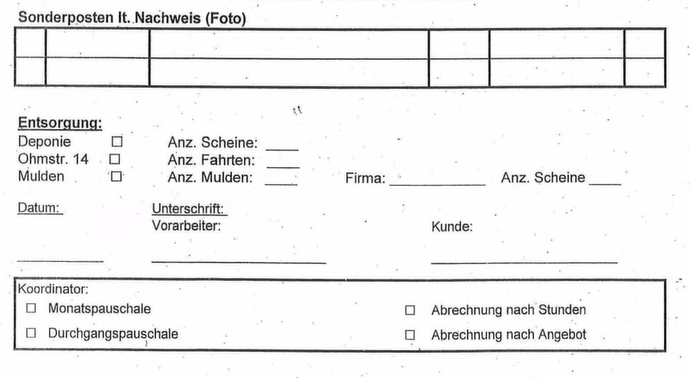 Sonderposten lt. Nachweis (Foto)
Entsorgung:
Deponie ☐ Anz. Scheine: ____
Ohmstr. 14 ☐ Anz. Fahrten: ____
Mulden ☐ Anz. Mulden: ____ Firma: ____________ Anz. Scheine ____
Datum: Unterschrift:
Vorarbeiter: Kunde:
Koordinator:
☐ Monatspauschale ☐ Abrechnung nach Stunden
☐ Durchgangspauschale ☐ Abrechnung nach Angebot